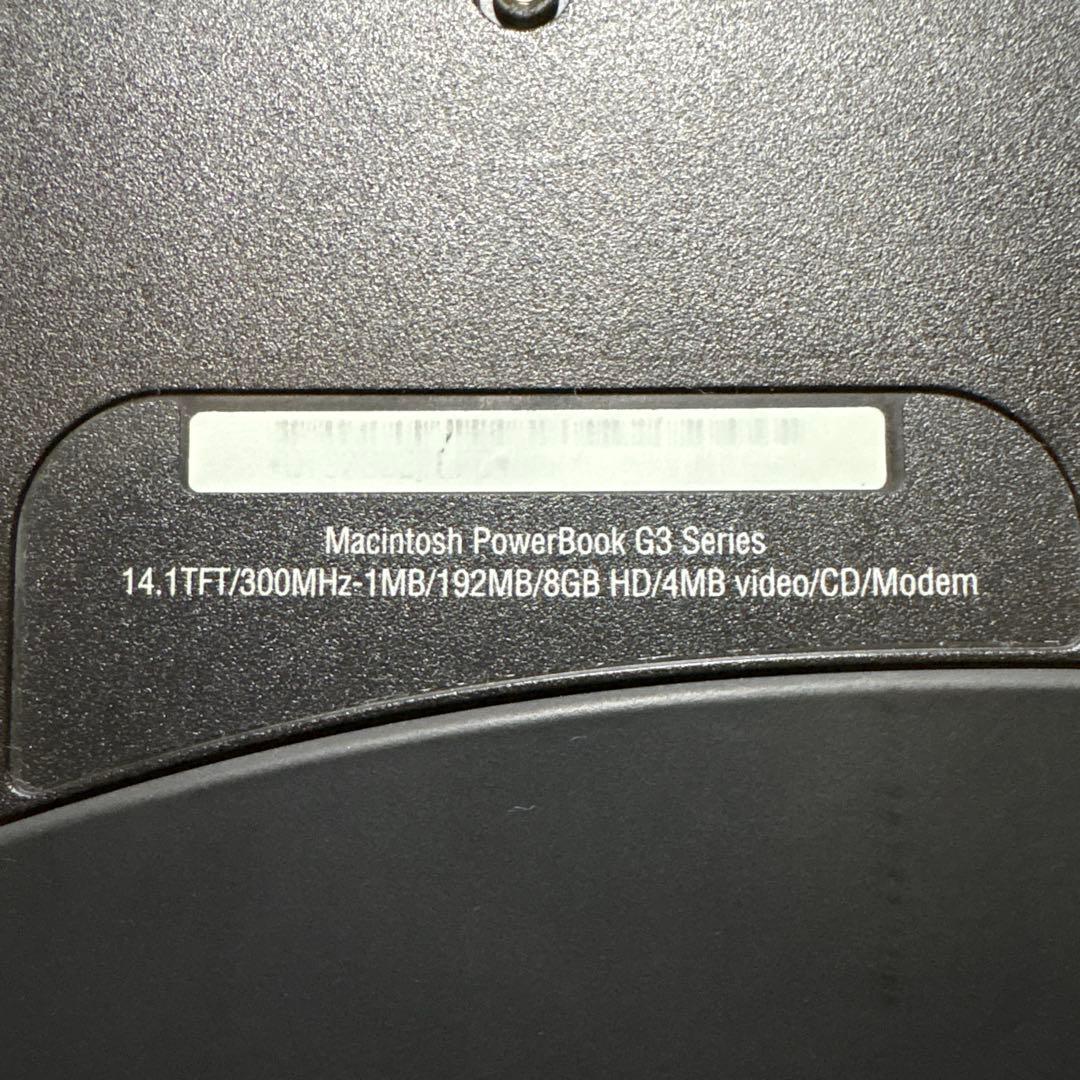 Macintosh PowerBook G3 Series
14.1TFT/300MHz-1MB/192MB/8GB HD/4MB video/CD/Modem